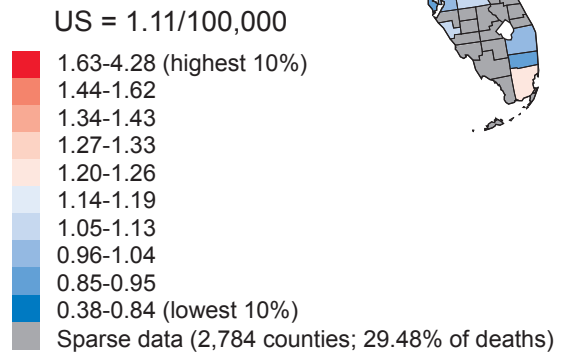 US = 1.11/100,000
1.63-4.28 (highest 10%)
1.44-1.62
1.34-1.43
1.27-1.33
1.20-1.26
1.14-1.19
1.05-1.13
0.96-1.04
0.85-0.95
0.38-0.84 (lowest 10%)
Sparse data (2,784 counties; 29.48% of deaths)